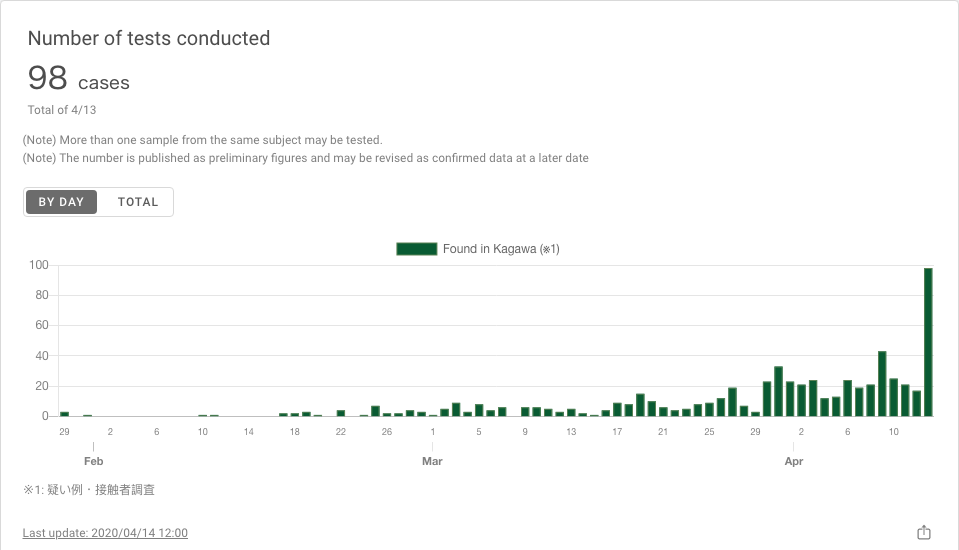 Number of tests conducted
98 cases
Total of 4/13
(Note) More than one sample from the same subject may be tested.
(Note) The number is published as preliminary figures and may be revised as confirmed data at a later date
BY DAY TOTAL
Found in Kagawa (※1)
100
80
60
40
20
0
29 2 6 10 14 18 22 26 1 5 9 13 17 21 25 29 2 6 10
Feb Mar Apr
※1: 疑い例・接触者調査
Last update: 2020/04/14 12:00